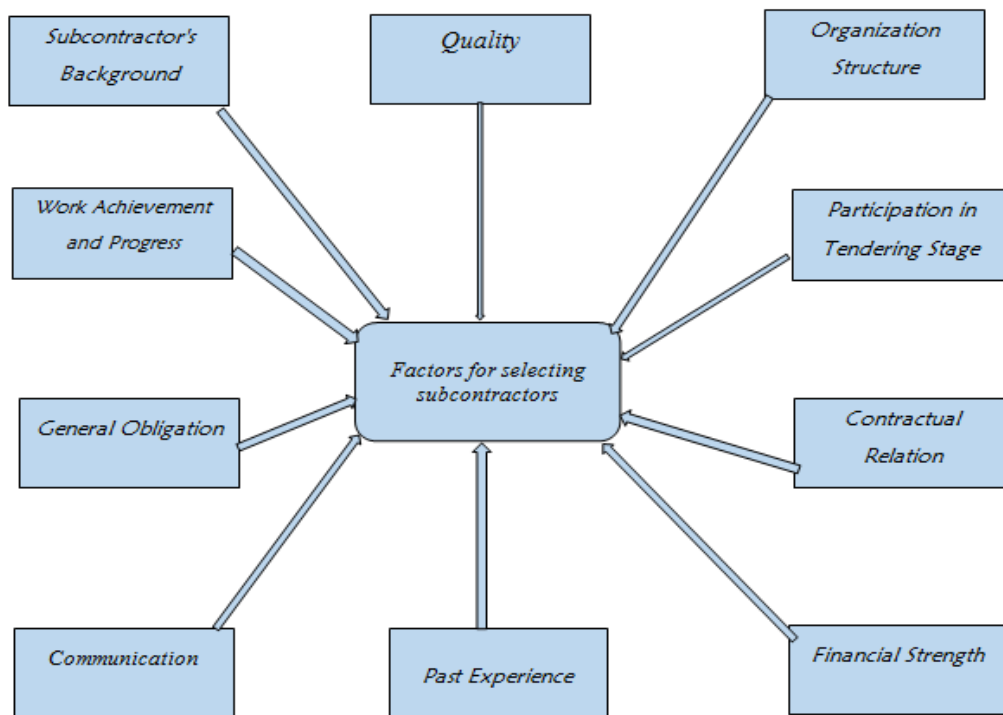 Subcontractor's
Background
Quality
Organization
Structure
Work Achievement
and Progress
Participation in
Tendering Stage
Factors for selecting
subcontractors
General Obligation
Contractual
Relation
Communication
Past Experience
Financial Strength